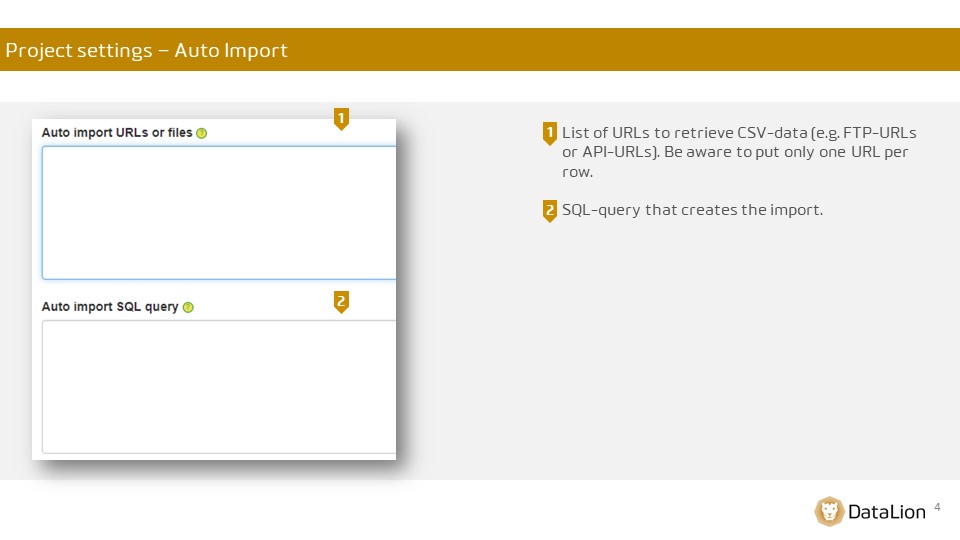 Project settings – Auto Import
Auto import URLs or files ?
1
Auto import SQL query ?
2
1 List of URLs to retrieve CSV-data (e.g. FTP-URLs
or API-URLs). Be aware to put only one URL per
row.
2 SQL-query that creates the import.
DataLion 4